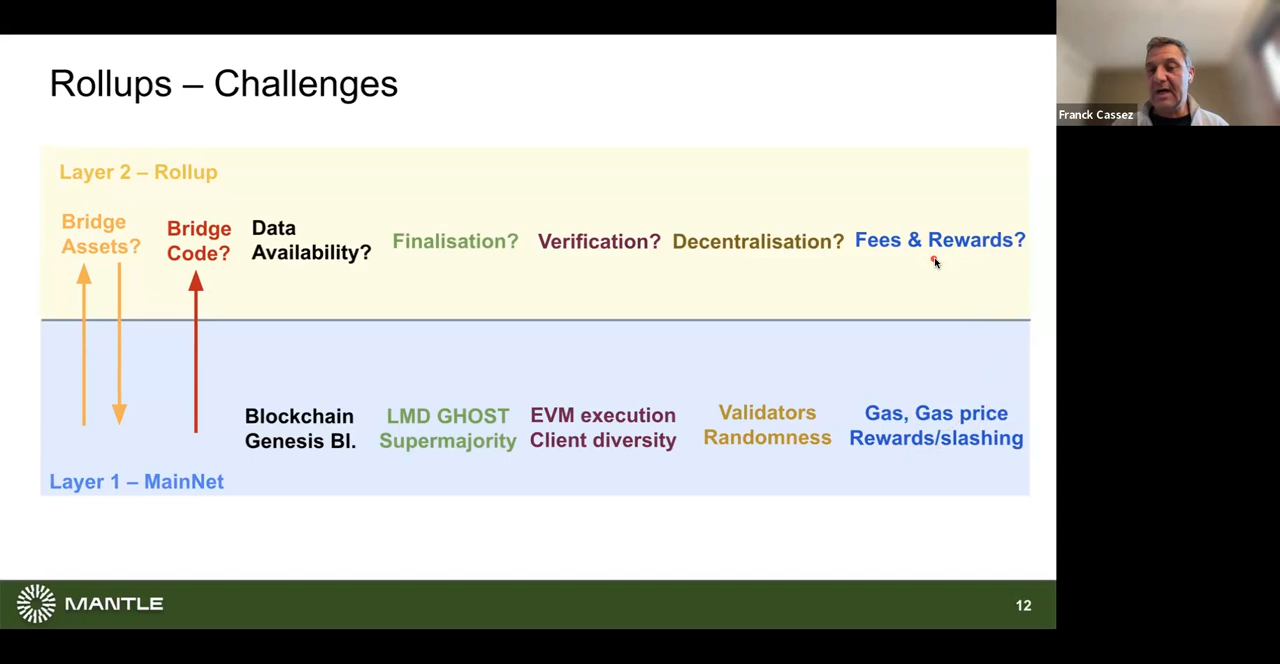 Rollups – Challenges
Franck Cassez
Layer 2 – Rollup
Bridge
Assets?
Bridge
Code?
Data
Availability?
Finalisation?
Verification?
Decentralisation?
Fees & Rewards?
Blockchain
Genesis Bl.
LMD GHOST
Supermajority
EVM execution
Client diversity
Validators
Randomness
Gas, Gas price
Rewards/slashing
Layer 1 – MainNet
MANTLE
12